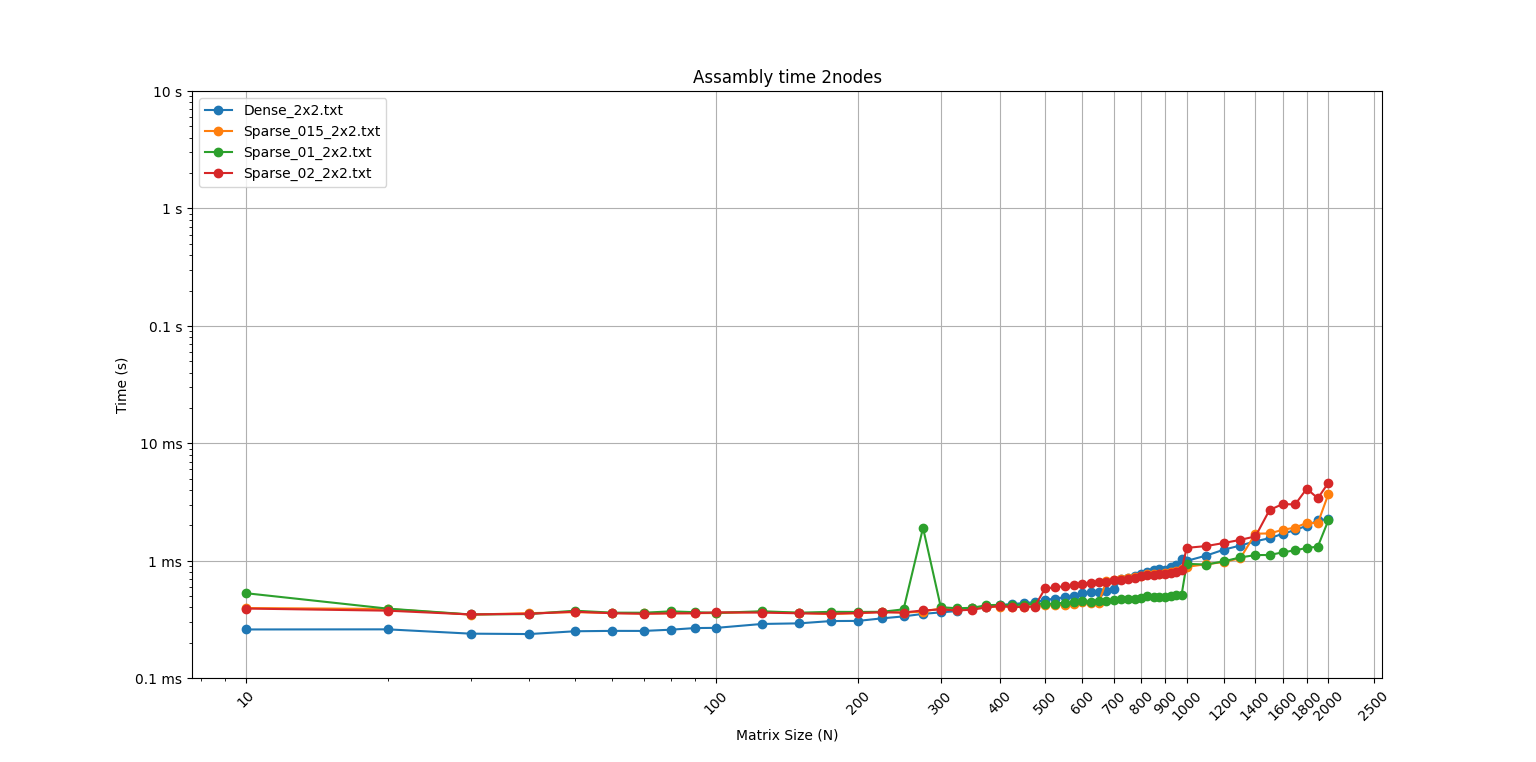 Assambly time 2nodes
Dense_2x2.txt
Sparse_015_2x2.txt
Sparse_01_2x2.txt
Sparse_02_2x2.txt
10 s
1 s
0.1 s
10 ms
1 ms
0.1 ms
Time (s)
10 100 200 300 400 500 600 700 800 900 1000 1200 1400 1600 1800 2000 2500
Matrix Size (N)